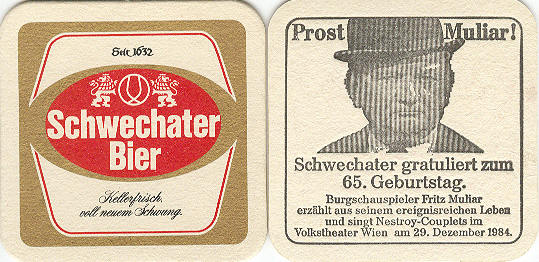 Seit 1632
Schwechater
Bier
Kellerfrisch,
voll neuem Schwung.
Prost Muliar!
Schwechater gratuliert zum
65. Geburtstag.
Burgschauspieler Fritz Muliar
erzählt aus seinem ereignisreichen Leben
und singt Nestroy-Couplets im
Volkstheater Wien am 29. Dezember 1984.